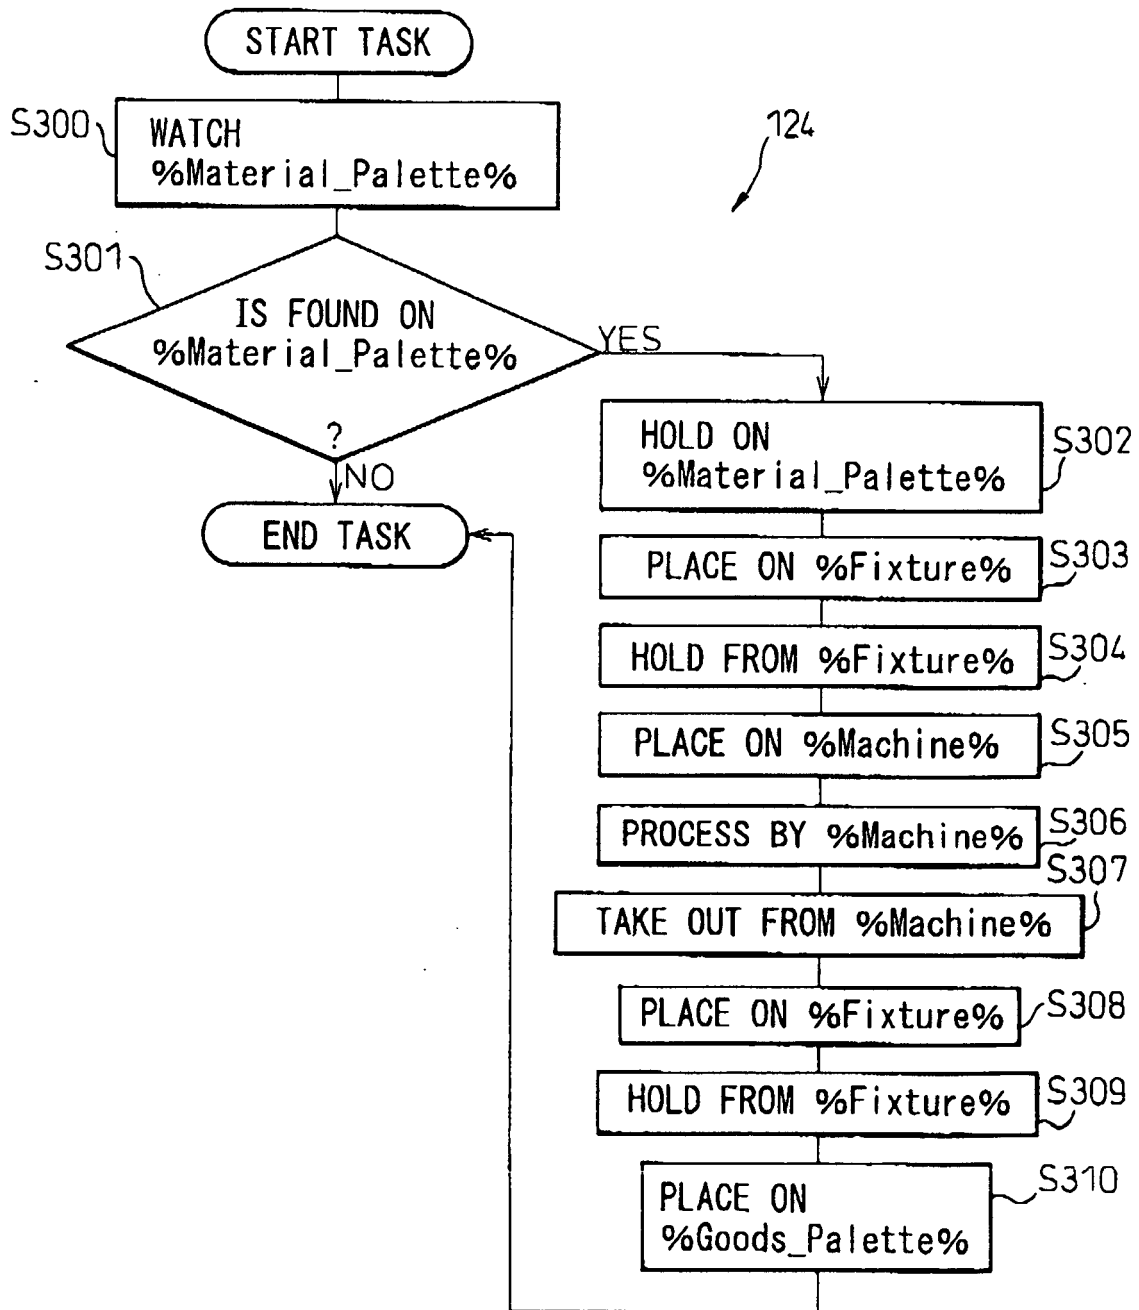 START TASK
S300
WATCH
%Material_Palette%
124
S301
IS FOUND ON
%Material_Palette%
?
YES
NO
END TASK
HOLD ON
%Material_Palette%
S302
PLACE ON %Fixture%
S303
HOLD FROM %Fixture%
S304
PLACE ON %Machine%
S305
PROCESS BY %Machine%
S306
TAKE OUT FROM %Machine%
S307
PLACE ON %Fixture%
S308
HOLD FROM %Fixture%
S309
PLACE ON
%Goods_Palette%
S310